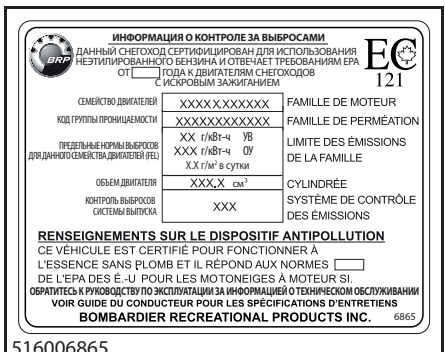 ИНФОРМАЦИЯ О КОНТРОЛЕ ЗА ВЫБРОСАМИ
BRP
ДАННЫЙ СНЕГОХОД СЕРТИФИЦИРОВАН ДЛЯ ИСПОЛЬЗОВАНИЯ
НЕЭТИЛИРОВАННОГО БЕНЗИНА И ОТВЕЧАЕТ ТРЕБОВАНИЯМ EPA
ОТ ГОДА К ДВИГАТЕЛЯМ СНЕГОХОДОВ
С ИСКРОВЫМ ЗАЖИГАНИЕМ
EC
121
СЕМЕЙСТВО ДВИГАТЕЛЕЙ XXXXX.XXXXXX FAMILLE DE MOTEUR
КОД ГРУППЫ ПРОНИЦАЕМОСТИ XXXXXXXXXXXX FAMILLE DE PERMÉATION
ПРЕДЕЛЬНЫЕ НОРМЫ ВЫБРОСОВ
ДЛЯ ДАННОГО СЕМЕЙСТВА ДВИГАТЕЛЕЙ (FEL)
XX г/кВт-ч УВ
XXX г/кВт-ч ОУ
X.X г/м² в сутки
LIMITE DES ÉMISSIONS
DE LA FAMILLE
ОБЪЕМ ДВИГАТЕЛЯ XXX.X см³ CYLINDRÉE
КОНТРОЛЬ ВЫБРОСОВ
СИСТЕМЫ ВЫПУСКА
XXX
SYSTÈME DE CONTRÔLE
DES ÉMISSIONS
RENSEIGNEMENTS SUR LE DISPOSITIF ANTIPOLLUTION
CE VÉHICULE EST CERTIFIÉ POUR FONCTIONNER À
L'ESSENCE SANS PLOMB ET IL RÉPOND AUX NORMES
DE L'EPA DES É.-U POUR LES MOTONEIGES À MOTEUR SI.
ОБРАТИТЕСЬ К РУКОВОДСТВУ ПО ЭКСПЛУАТАЦИИ ЗА ИНФОРМАЦИЕЙ О ТЕХНИЧЕСКОМ ОБСЛУЖИВАНИИ
VOIR GUIDE DU CONDUCTEUR POUR LES SPÉCIFICATIONS D'ENTRETIENS
BOMBARDIER RECREATIONAL PRODUCTS INC. 6865
516006865